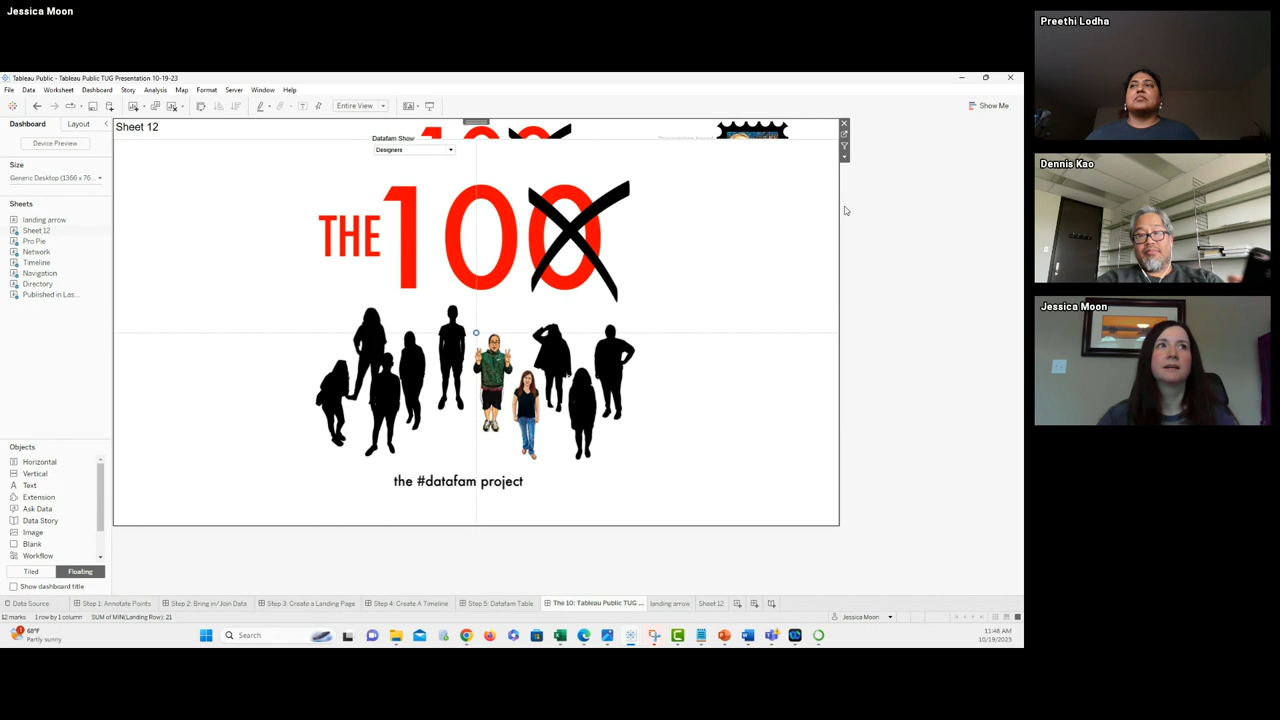 Jessica Moon
Tableau Public - Tableau Public TUG Presentation 10-19-23
File Data Worksheet Dashboard Story Analysis Map Format Server Window Help
Entire View
Show Me
Dashboard Layout
Device Preview
Size
Generic Desktop (1366 x 76...
Sheets
landing arrow
Sheet 12
Pro Pie
Network
Timeline
Navigation
Directory
Published in Las...
Objects
Horizontal
Vertical
Text
Extension
Ask Data
Data Story
Image
Blank
Workflow
Tiled Floating
Show dashboard title
Sheet 12
Datafam Show
Designers
THE 100
the #datafam project
Data Source Step 1: Annotate Points Step 2: Bring in/Join Data Step 3: Create a Landing Page Step 4: Create A Timeline Step 5: Datafam Table The 10: Tableau Public TUG ... landing arrow Sheet 12
12 marks 1 row by 1 column SUM of MIN(Landing Row): 21 Jessica Moon
68°F
Partly sunny
Search
11:48 AM
10/19/2023
Preethi Lodha
Dennis Kao
Jessica Moon